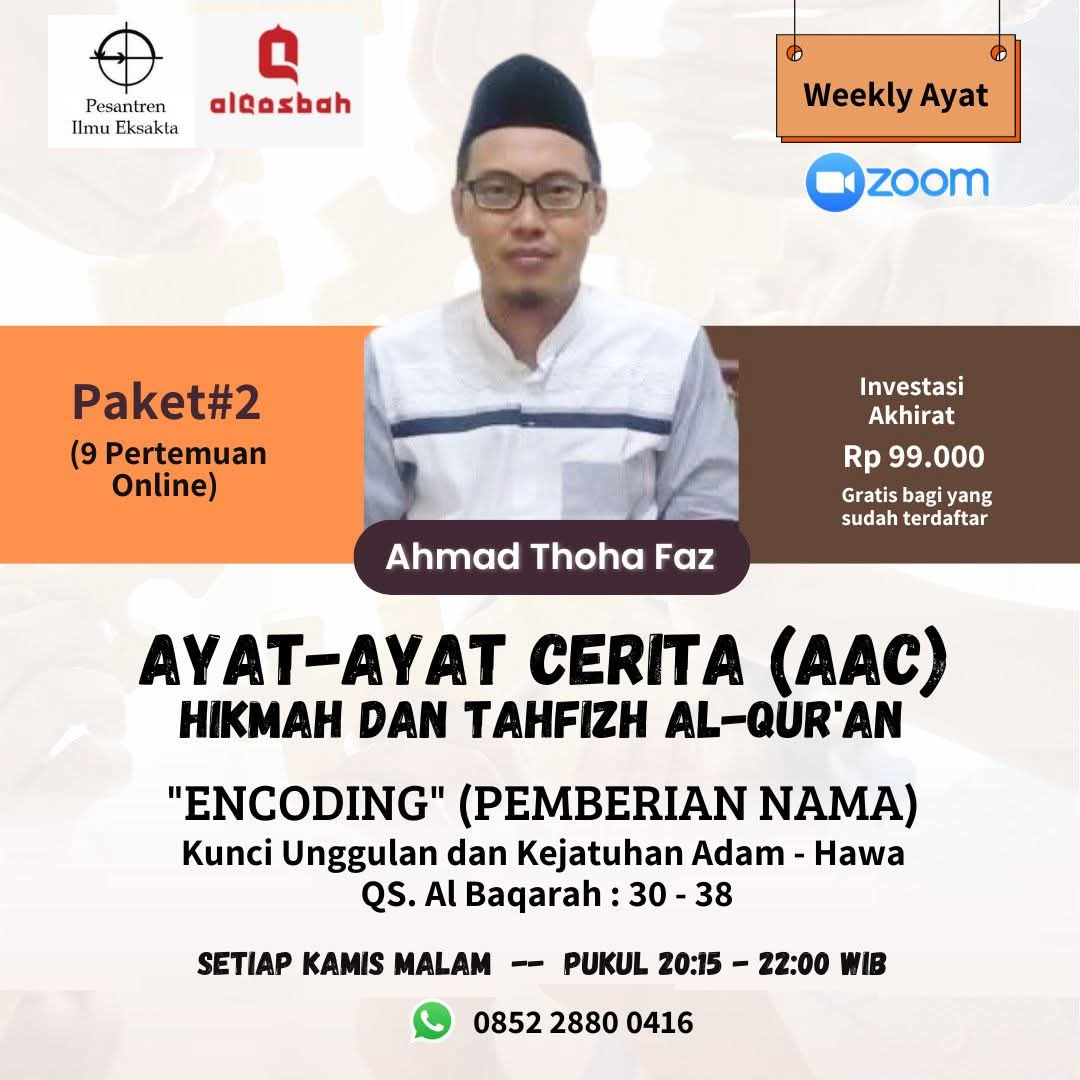 Pesantren
Ilmu Eksakta
alQosbah
Weekly Ayat
zoom
Paket#2
(9 Pertemuan
Online)
Investasi
Akhirat
Rp 99.000
Gratis bagi yang
sudah terdaftar
Ahmad Thoha Faz
AYAT-AYAT CERITA (AAC)
HIKMAH DAN TAHFIZH AL-QUR'AN
"ENCODING" (PEMBERIAN NAMA)
Kunci Unggulan dan Kejatuhan Adam - Hawa
QS. Al Baqarah : 30 - 38
SETIAP KAMIS MALAM -- PUKUL 20:15 - 22:00 WIB
0852 2880 0416